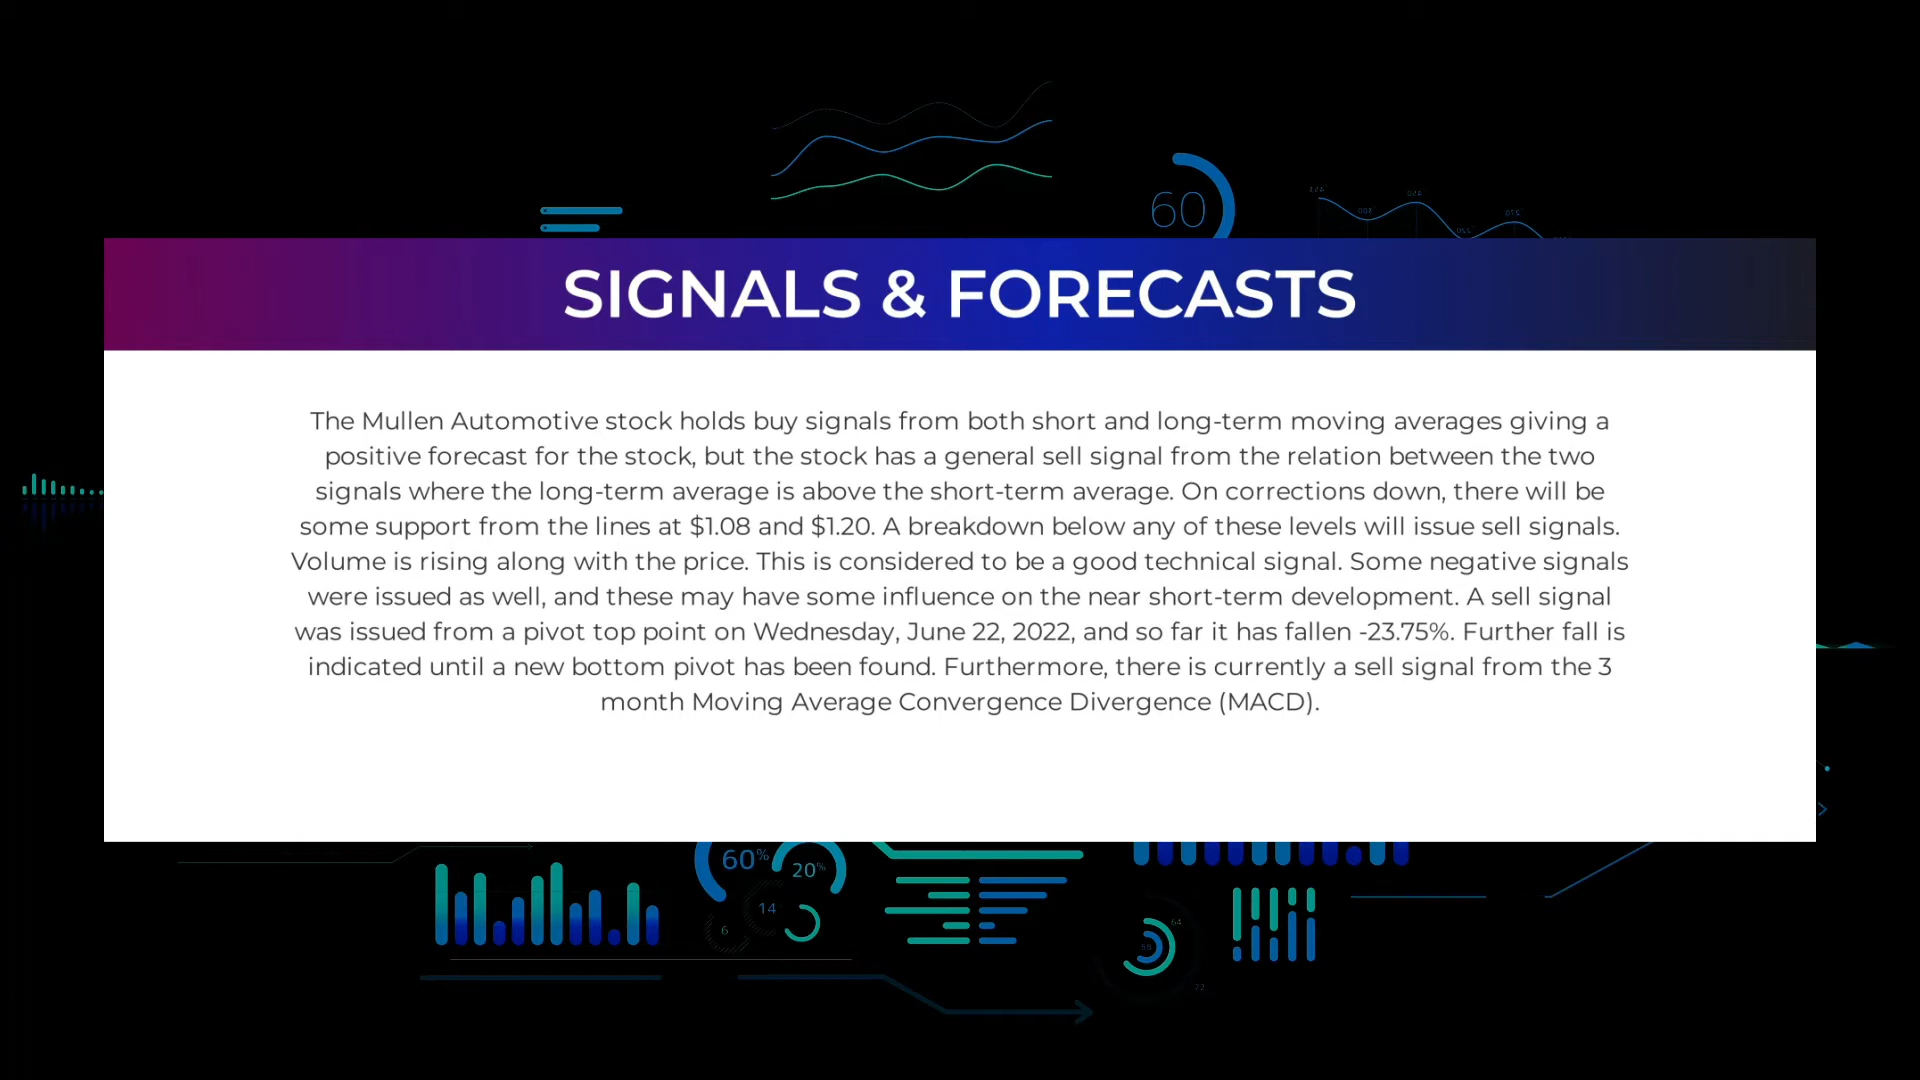 60
SIGNALS & FORECASTS
The Mullen Automotive stock holds buy signals from both short and long-term moving averages giving a
positive forecast for the stock, but the stock has a general sell signal from the relation between the two
signals where the long-term average is above the short-term average. On corrections down, there will be
some support from the lines at $1.08 and $1.20. A breakdown below any of these levels will issue sell signals.
Volume is rising along with the price. This is considered to be a good technical signal. Some negative signals
were issued as well, and these may have some influence on the near short-term development. A sell signal
was issued from a pivot top point on Wednesday, June 22, 2022, and so far it has fallen -23.75%. Further fall is
indicated until a new bottom pivot has been found. Furthermore, there is currently a sell signal from the 3
month Moving Average Convergence Divergence (MACD).
60%
20%
14
6
64
72